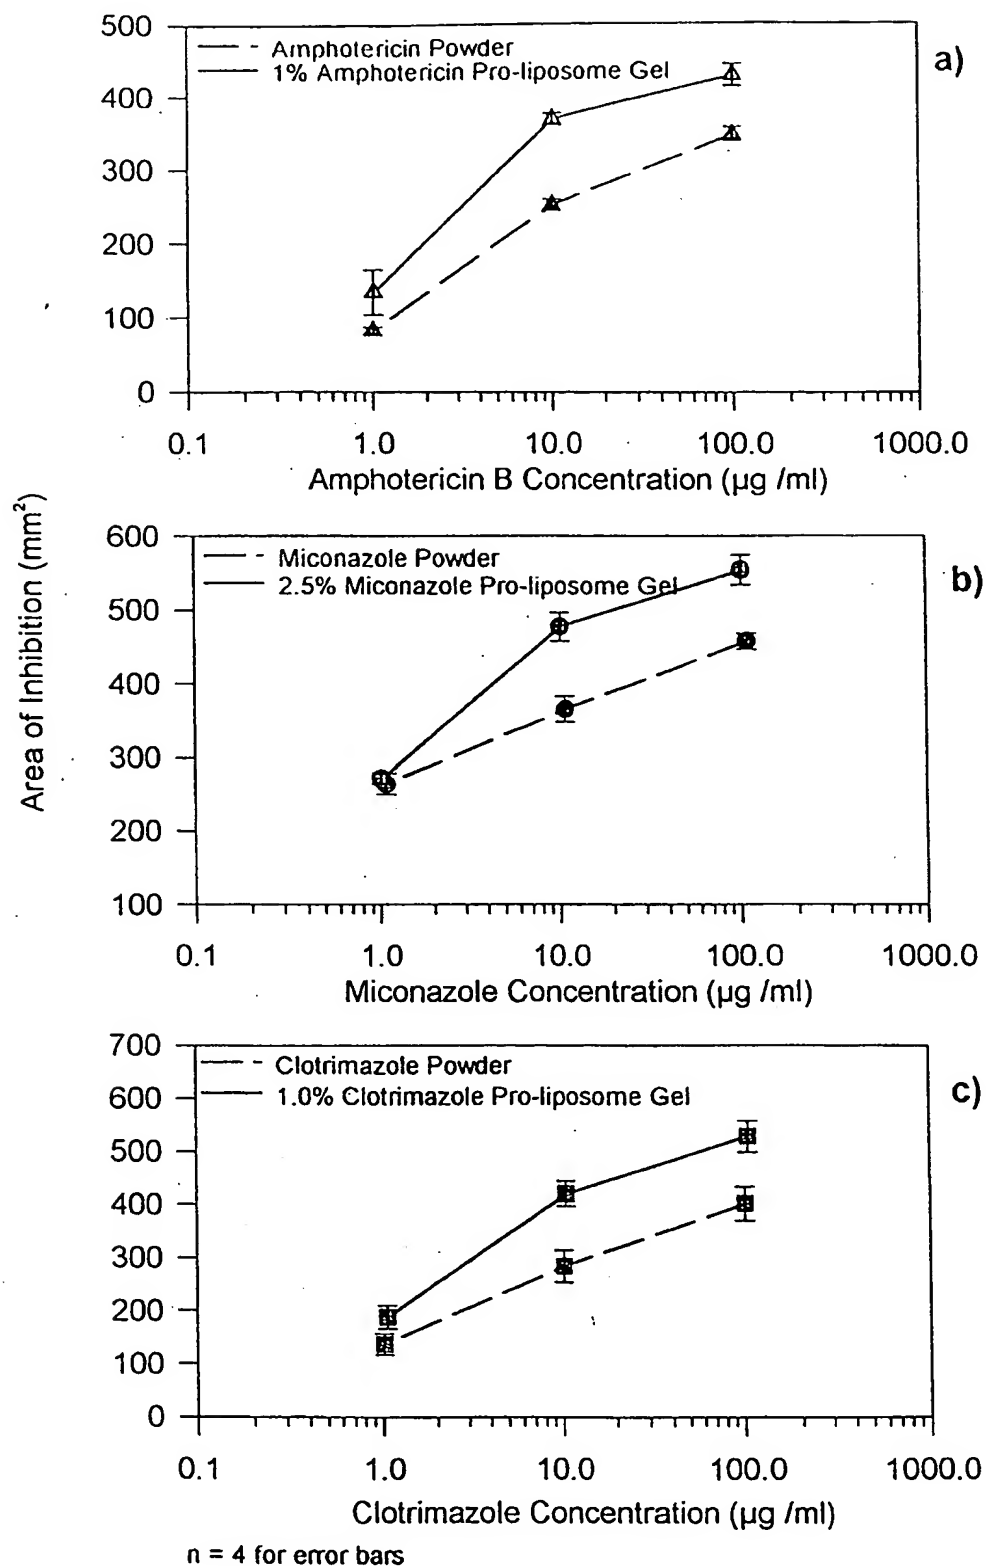 500
Amphotericin Powder
1% Amphotericin Pro-liposome Gel
a)
400
300
200
100
0
0.1 1.0 10.0 100.0 1000.0
Amphotericin B Concentration (µg /ml)
Area of Inhibition (mm²)
600
Miconazole Powder
2.5% Miconazole Pro-liposome Gel
b)
500
400
300
200
100
0.1 1.0 10.0 100.0 1000.0
Miconazole Concentration (µg /ml)
700
Clotrimazole Powder
1.0% Clotrimazole Pro-liposome Gel
c)
600
500
400
300
200
100
0
0.1 1.0 10.0 100.0 1000.0
Clotrimazole Concentration (µg /ml)
n = 4 for error bars